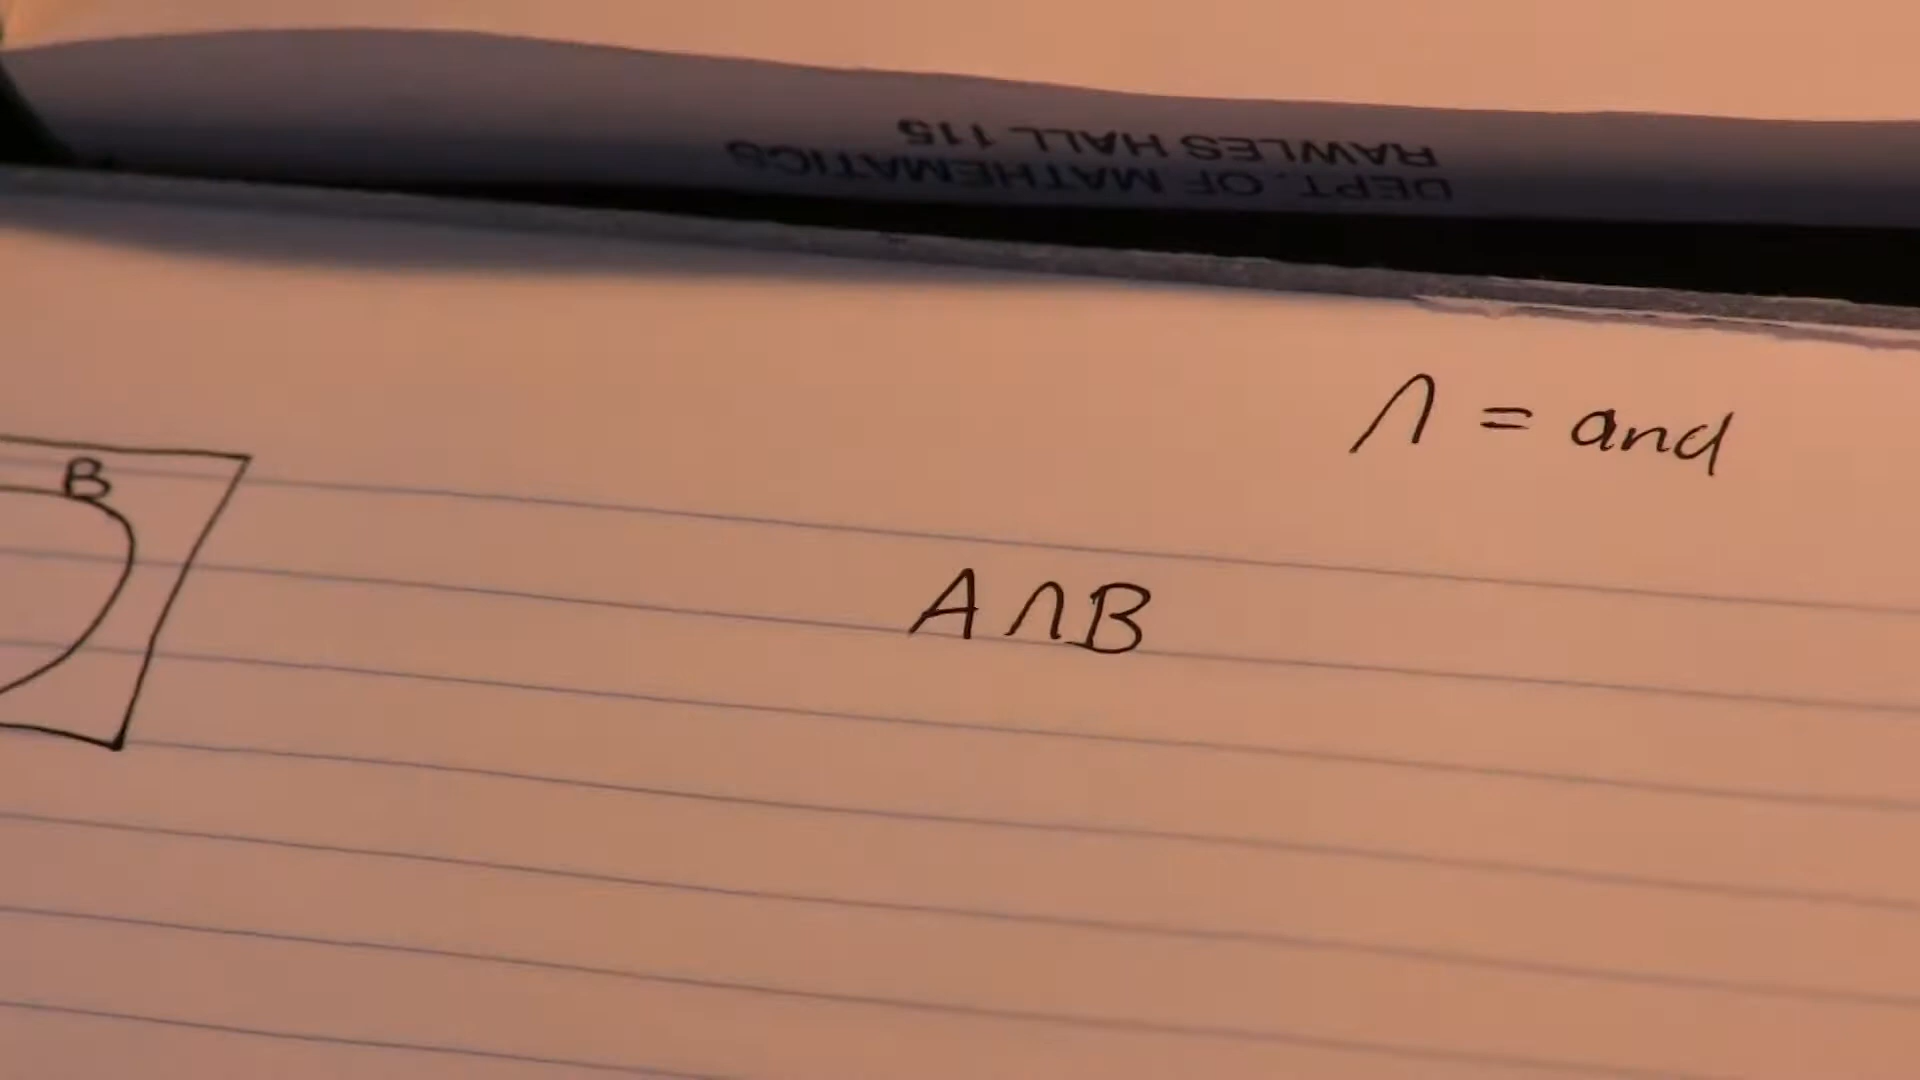 DEPT. OF MATHEMATICS
RAWLES HALL 115
∩ = and
B
A∩B